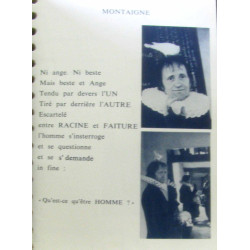 MONTAIGNE
Ni ange Ni beste
Mais beste et Ange
Tendu par devers l'UN
Tiré par derrière l'AUTRE
Escartelé
entre RACINE et FAITURE
l'homme s'insterroge
et se questionne
et se s'demande
in fine :
« Qu'est-ce qu'être HOMME ? »